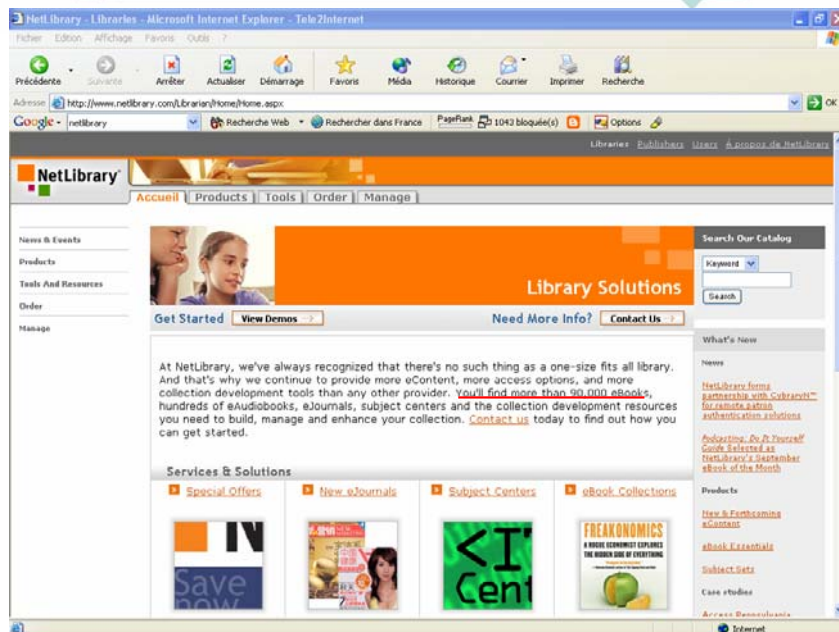 NetLibrary - Libraries - Microsoft Internet Explorer - Tele2Internet
Fichier Edition Affichage Favoris Outils ?
Précédente Suivante Arrêter Actualiser Démarrage Favoris Média Historique Courrier Imprimer Recherche
Adresse http://www.netlibrary.com/Librarian/Home/Home.aspx OK
Google - netlibrary Recherche Web Rechercher dans France PageRank 1043 bloquée(s) Options
Libraries Publishers Users À propos de NetLibrary
NetLibrary
Accueil Products Tools Order Manage
News & Events
Products
Tools And Resources
Order
Manage
Library Solutions
Get Started View Demos Need More Info? Contact Us
At NetLibrary, we've always recognized that there's no such thing as a one-size fits all library.
And that's why we continue to provide more eContent, more access options, and more
collection development tools than any other provider. You'll find more than 90,000 eBooks,
hundreds of eAudiobooks, eJournals, subject centers and the collection development resources
you need to build, manage and enhance your collection. Contact us today to find out how you
can get started.
Services & Solutions
Special Offers New eJournals Subject Centers eBook Collections
N
Save
now
<IT
Cent
FREAKONOMICS
A ROGUE ECONOMIST EXPLORES
THE HIDDEN SIDE OF EVERYTHING
Search Our Catalog
Keyword
Search
What's New
News
NetLibrary forms
partnership with CybraryN™
for remote patron
authentication solutions
Podcasting: Do It Yourself
Guide Selected as
NetLibrary's September
eBook of the Month
Products
New & Forthcoming
eContent
eBook Essentials
Subject Sets
Case studies
Access Pennsylvania
Internet